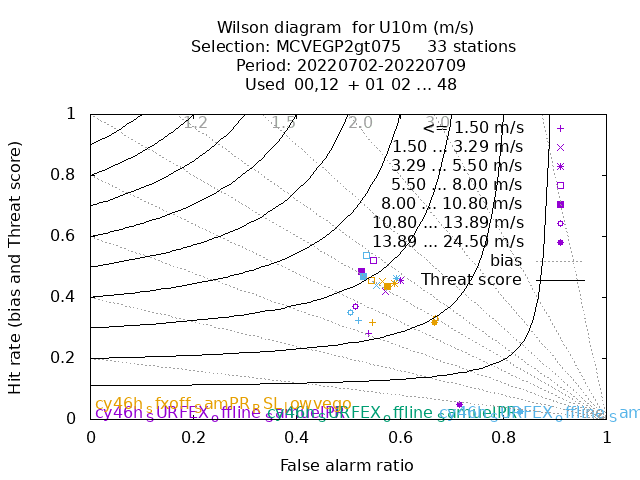 Wilson diagram for U10m (m/s)
Selection: MCVEGP2gt075 33 stations
Period: 20220702-20220709
Used 00,12 + 01 02 ... 48
Hit rate (bias and Threat score)
1
0.8
0.6
0.4
0.2
0
1.2
1.5
2.0
3.0
<= 1.50 m/s
1.50 ... 3.29 m/s
3.29 ... 5.50 m/s
5.50 ... 8.00 m/s
8.00 ... 10.80 m/s
10.80 ... 13.89 m/s
13.89 ... 24.50 m/s
bias
Threat score
cy46h_sfxoff_samPR_RSL_lowvego
0
0.2
0.4
0.6
0.8
1
False alarm ratio